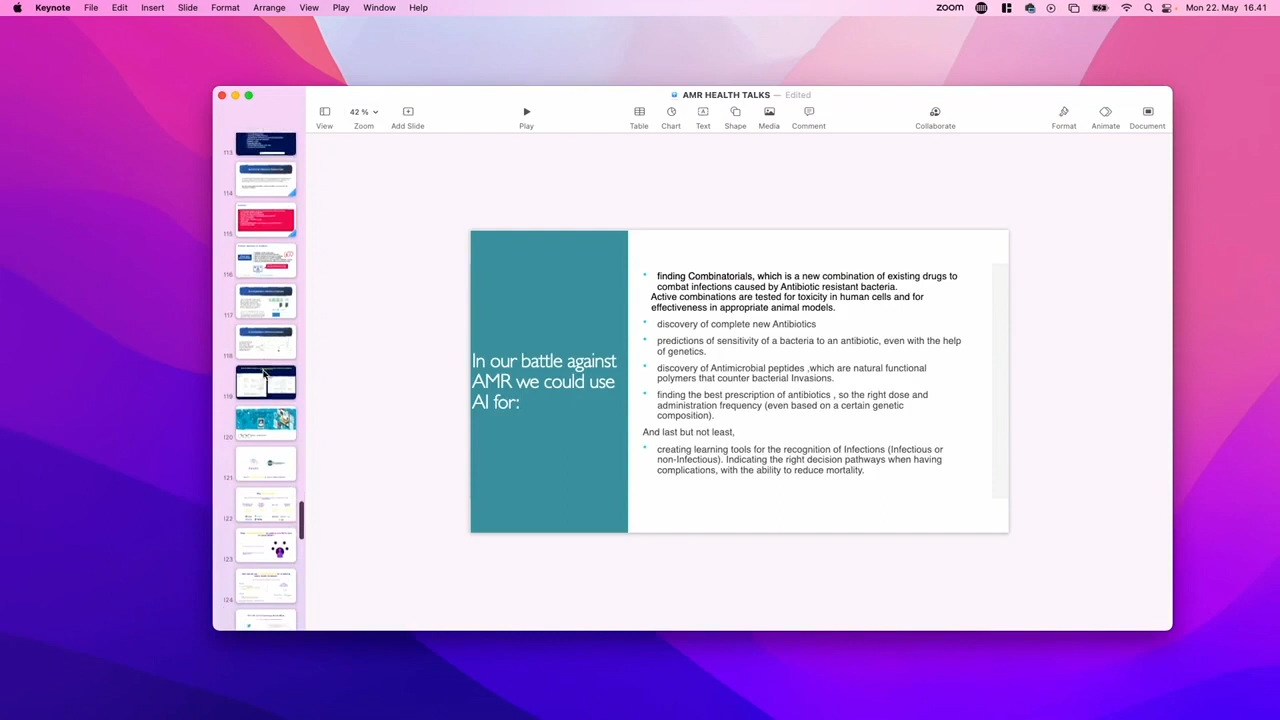 Keynote File Edit Insert Slide Format Arrange View Play Window Help zoom Mon 22. May 16.41
AMR HEALTH TALKS — Edited
42 %
View Zoom Add Slide Play Table Chart Text Shape Media Comment Collaborate Format Animate Document
113
114
115
116
117
118
119
120
121
122
123
124
In our battle against
AMR we could use
AI for:
finding Combinatorials, which is a new combination of existing drugs to
combat infections caused by Antibiotic resistant bacteria.
Active combinations are tested for toxicity in human cells and for
effectiveness in appropriate animal models.
discovery of complete new Antibiotics
predictions of sensitivity of a bacteria to an antibiotic, even with the help
of genetics.
discovery of Antimicrobial peptides ,which are natural functional
polymers that counter bacterial Invasions.
finding the best prescription of antibiotics , so the right dose and
administration frequency (even based on a certain genetic
composition).
And last but not least,
creating learning tools for the recognition of Infections (Infectious or
non-Infectious). Indicating the right decision pathways when having
complications, with the ability to reduce mortality.